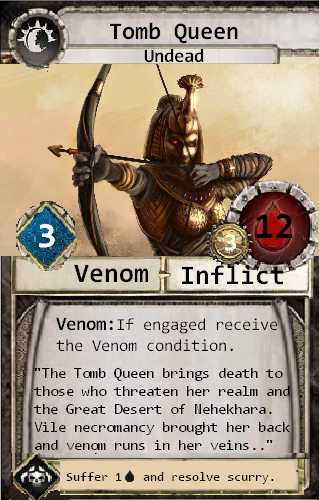 Tomb Queen
Undead
3
3
12
Venom Inflict
Venom:If engaged receive
the Venom condition.
"The Tomb Queen brings death to
those who threaten her realm and
the Great Desert of Nehekhara.
Vile necromancy brought her back
and venom runs in her veins.."
Suffer 1 and resolve scurry.